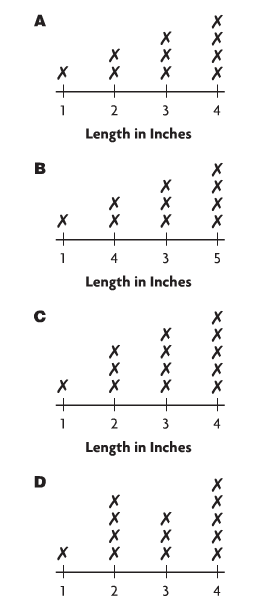 A
1 2 3 4
Length in Inches
B
1 4 3 5
Length in Inches
C
1 2 3 4
Length in Inches
D
1 2 3 4